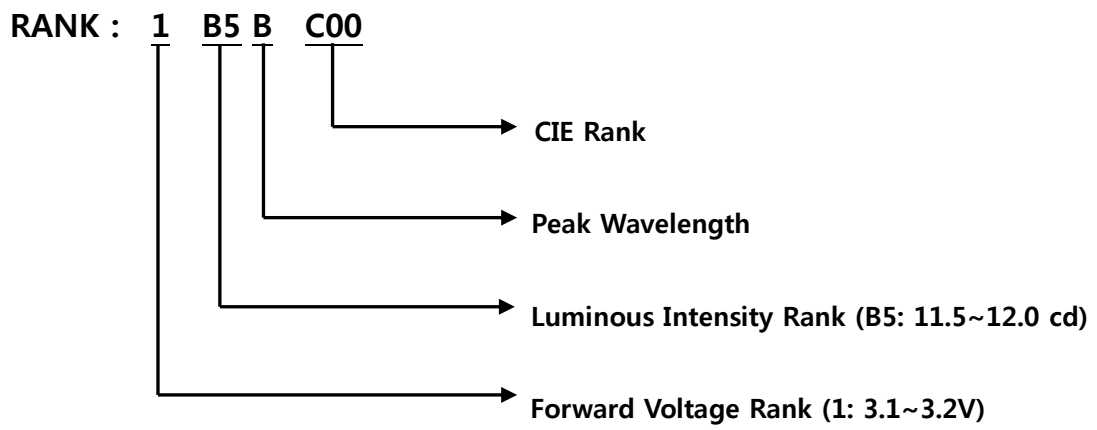 RANK : 1 B5 B C00
CIE Rank
Peak Wavelength
Luminous Intensity Rank (B5: 11.5~12.0 cd)
Forward Voltage Rank (1: 3.1~3.2V)